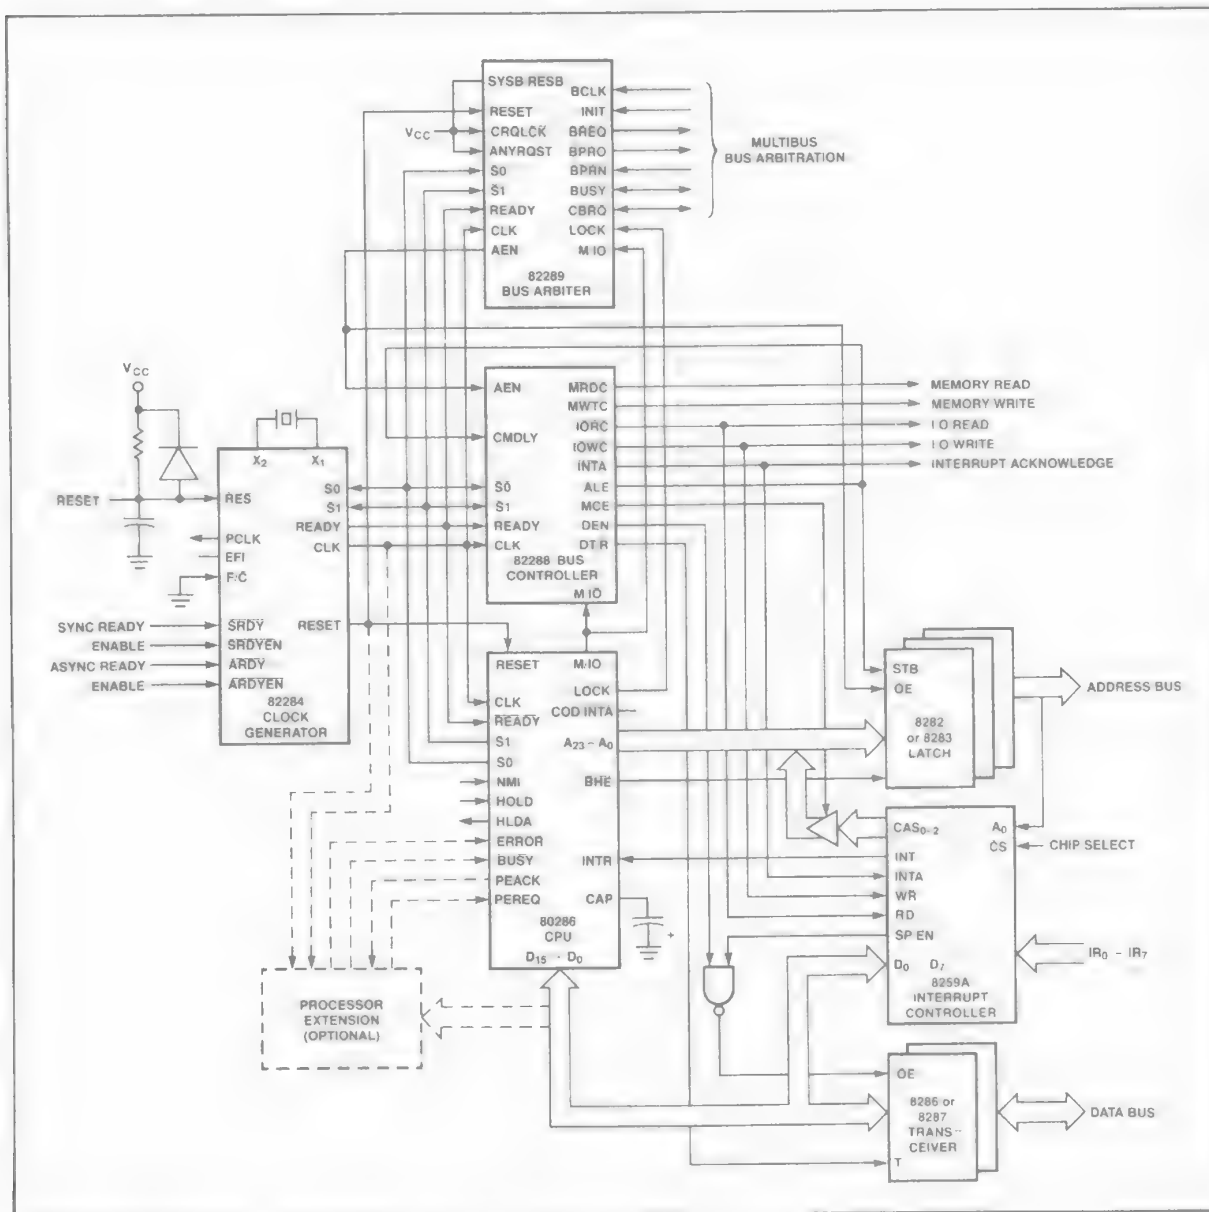 SYSB RESB
RESET
CRQLCK
ANYRQST
S0
S1
READY
CLK
AEN
BCLK
INIT
BREQ
BPRO
BPRN
BUSY
CBRQ
LOCK
M IO
82289
BUS ARBITER
VCC
MULTIBUS
BUS ARBITRATION
AEN
CMDLY
S0
S1
READY
CLK
MRDC
MWTC
IORC
IOWC
INTA
ALE
MCE
DEN
DT R
82288 BUS
CONTROLLER
M IO
MEMORY READ
MEMORY WRITE
I O READ
I O WRITE
INTERRUPT ACKNOWLEDGE
VCC
RESET
X2
X1
RES
PCLK
EFI
F/C
S0
S1
READY
CLK
RESET
SYNC READY
ENABLE
ASYNC READY
ENABLE
SRDY
SRDYEN
ARDY
ARDYEN
82284
CLOCK
GENERATOR
RESET
CLK
READY
S1
S0
NMI
HOLD
HLDA
ERROR
BUSY
PEACK
PEREQ
M/IO
LOCK
COD INTA
A23 - A0
BHE
INTR
CAP
+
80286
CPU
D15 - D0
PROCESSOR
EXTENSION
(OPTIONAL)
STB
OE
8282
or 8283
LATCH
ADDRESS BUS
CAS0-2
INT
INTA
WR
RD
SP EN
D0 D7
A0
CS
CHIP SELECT
IR0 - IR7
8259A
INTERRUPT
CONTROLLER
OE
8286 or
8287
TRANS-
CEIVER
T
DATA BUS